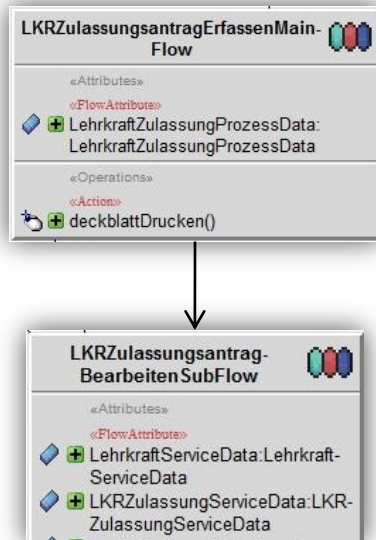 LKRZulassungsantragErfassenMain-
Flow
«Attributes»
«FlowAttribute»
LehrkraftZulassungProzessData:
LehrkraftZulassungProzessData
«Operations»
«Action»
deckblattDrucken()
LKRZulassungsantrag-
BearbeitenSubFlow
«Attributes»
«FlowAttribute»
LehrkraftServiceData:Lehrkraft-
ServiceData
LKRZulassungServiceData:LKR-
ZulassungServiceData